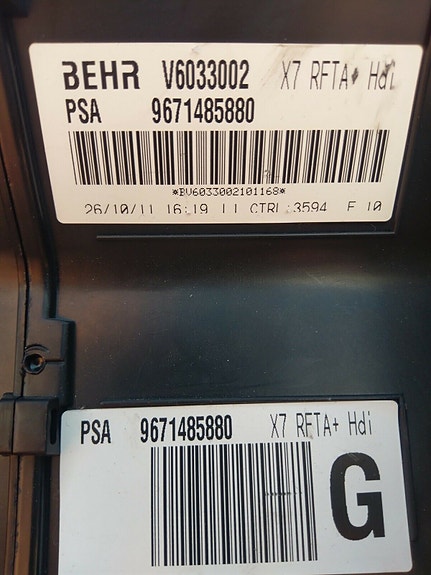 BEHR V6033002 X7 RFTA+ Hdi
PSA 9671485880
*BV6033002101168*
26/10/11 16:19 11 CTRL :3594 E 10
PSA 9671485880 X7 RFTA+ Hdi
G